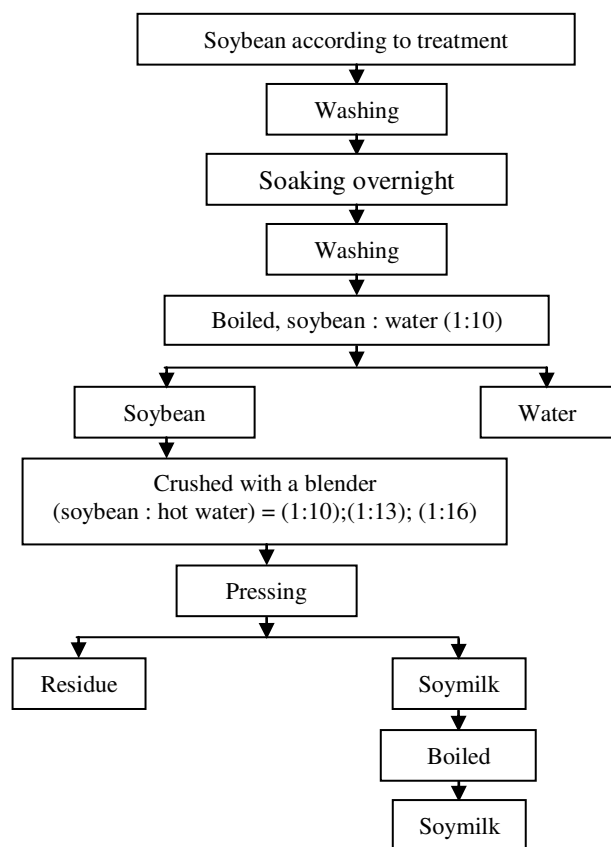 Soybean according to treatment
Washing
Soaking overnight
Washing
Boiled, soybean : water (1:10)
Soybean
Water
Crushed with a blender
(soybean : hot water) = (1:10);(1:13); (1:16)
Pressing
Residue
Soymilk
Boiled
Soymilk